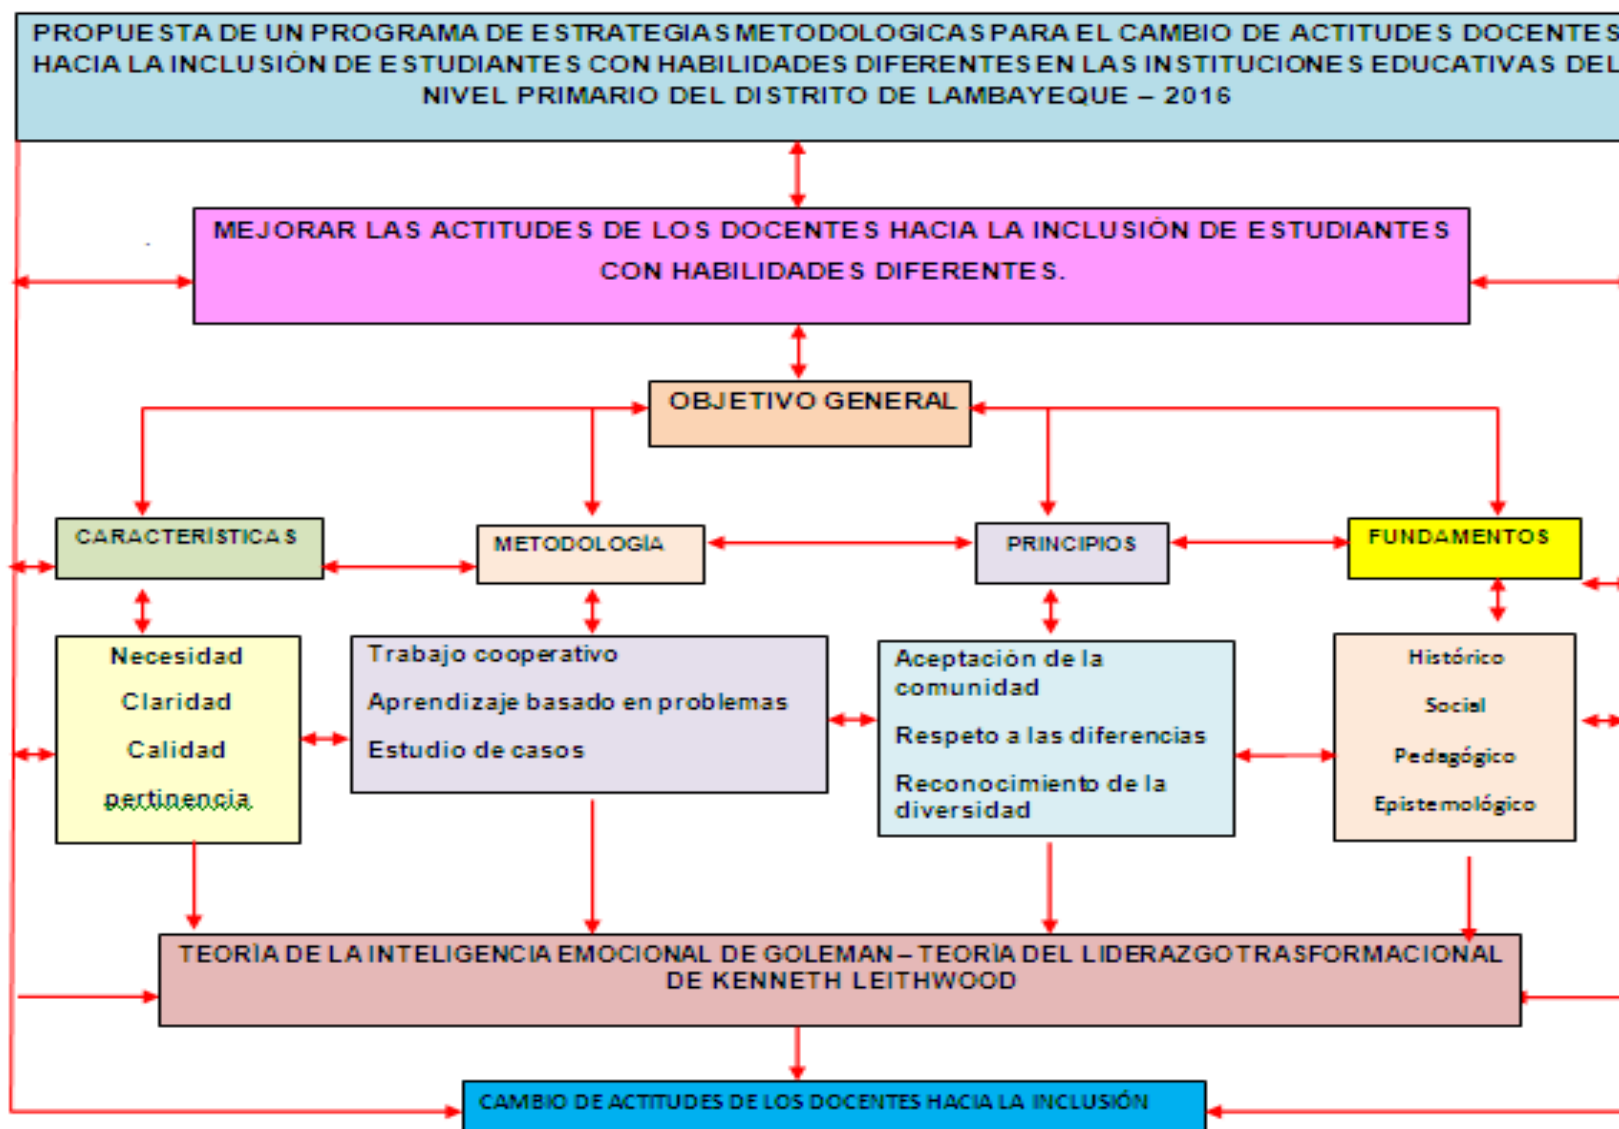 PROPUESTA DE UN PROGRAMA DE ESTRATEGIAS METODOLOGICAS PARA EL CAMBIO DE ACTITUDES DOCENTES
HACIA LA INCLUSIÓN DE ESTUDIANTES CON HABILIDADES DIFERENTES EN LAS INSTITUCIONES EDUCATIVAS DEL
NIVEL PRIMARIO DEL DISTRITO DE LAMBAYEQUE – 2016
MEJORAR LAS ACTITUDES DE LOS DOCENTES HACIA LA INCLUSIÓN DE ESTUDIANTES
CON HABILIDADES DIFERENTES.
OBJETIVO GENERAL
CARACTERÍSTICAS
METODOLOGÍA
PRINCIPIOS
FUNDAMENTOS
Necesidad
Claridad
Calidad
pertinencia
Trabajo cooperativo
Aprendizaje basado en problemas
Estudio de casos
Aceptación de la
comunidad
Respeto a las diferencias
Reconocimiento de la
diversidad
Histórico
Social
Pedagógico
Epistemológico
TEORÌA DE LA INTELIGENCIA EMOCIONAL DE GOLEMAN – TEORÌA DEL LIDERAZGO TRASFORMACIONAL
DE KENNETH LEITHWOOD
CAMBIO DE ACTITUDES DE LOS DOCENTES HACIA LA INCLUSIÓN